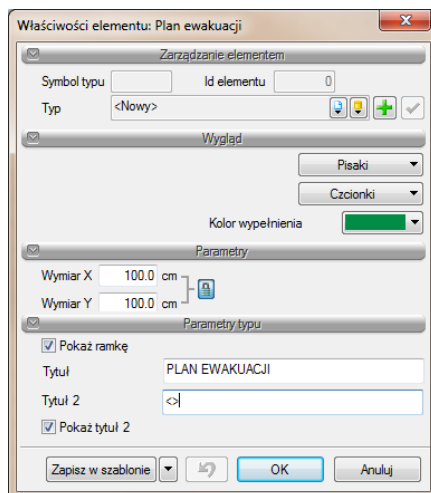 Właściwości elementu: Plan ewakuacji
Zarządzanie elementem
Symbol typu Id elementu 0
Typ <Nowy>
Wygląd
Pisaki
Czcionki
Kolor wypełnienia
Parametry
Wymiar X 100.0 cm
Wymiar Y 100.0 cm
Parametry typu
Pokaż ramkę
Tytuł PLAN EWAKUACJI
Tytuł 2 <>
Pokaż tytuł 2
Zapisz w szablonie OK Anuluj